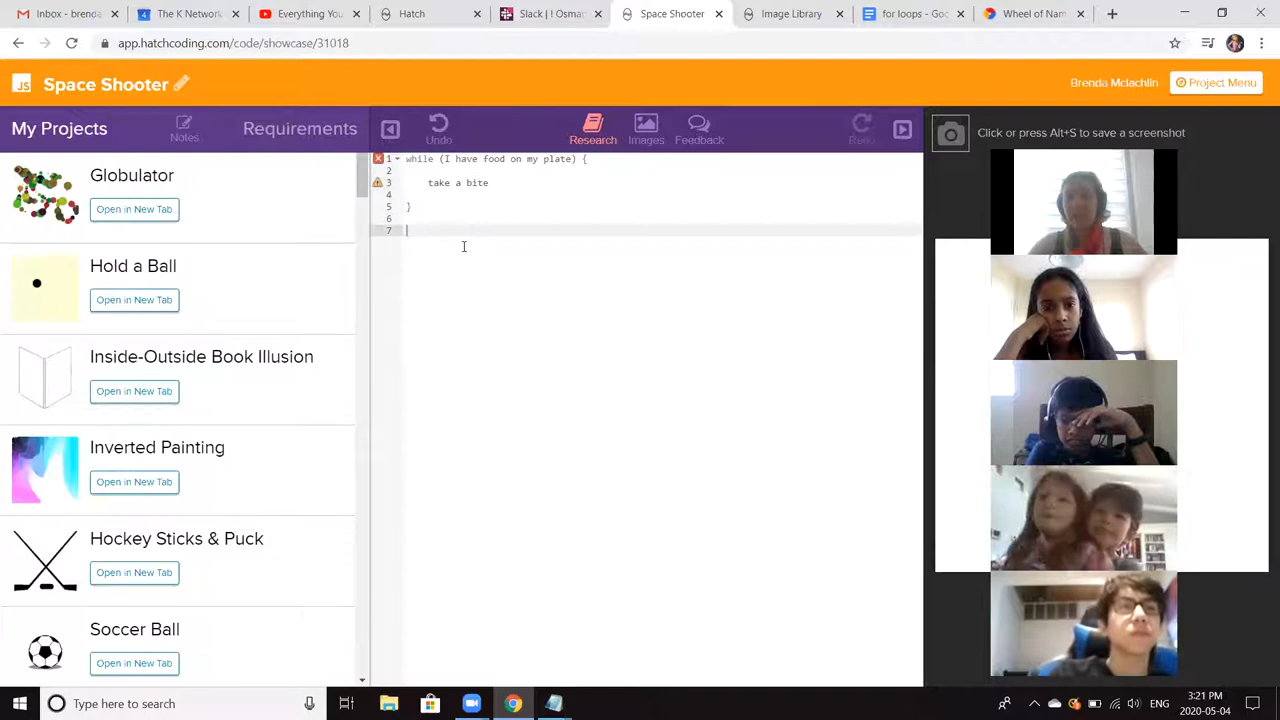 Inbox - brenda
The K Network
Everything You
Hatch
Slack | I Osman
Space Shooter
Image Library
for loops - Goo
Wheel of Nam
app.hatchcoding.com/code/showcase/31018
JS
Space Shooter
Brenda Mclachlin
Project Menu
My Projects
Notes
Requirements
Undo
Research
Images
Feedback
Redo
Click or press Alt+S to save a screenshot
Globulator
Open in New Tab
Hold a Ball
Open in New Tab
Inside-Outside Book Illusion
Open in New Tab
Inverted Painting
Open in New Tab
Hockey Sticks & Puck
Open in New Tab
Soccer Ball
Open in New Tab
1 while (I have food on my plate) {
2
3 take a bite
4
5 }
6
7
Type here to search
ENG
3:21 PM
2020-05-04